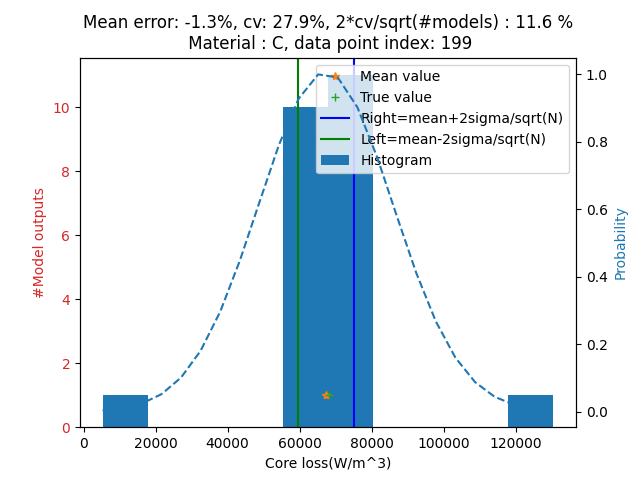 Mean error: -1.3%, cv: 27.9%, 2*cv/sqrt(#models) : 11.6 %
Material : C, data point index: 199
Mean value
True value
Right=mean+2sigma/sqrt(N)
Left=mean-2sigma/sqrt(N)
Histogram
#Model outputs
10
8
6
4
2
0
1.0
0.8
0.6
0.4
0.2
0.0
Probability
0 20000 40000 60000 80000 100000 120000
Core loss(W/m^3)